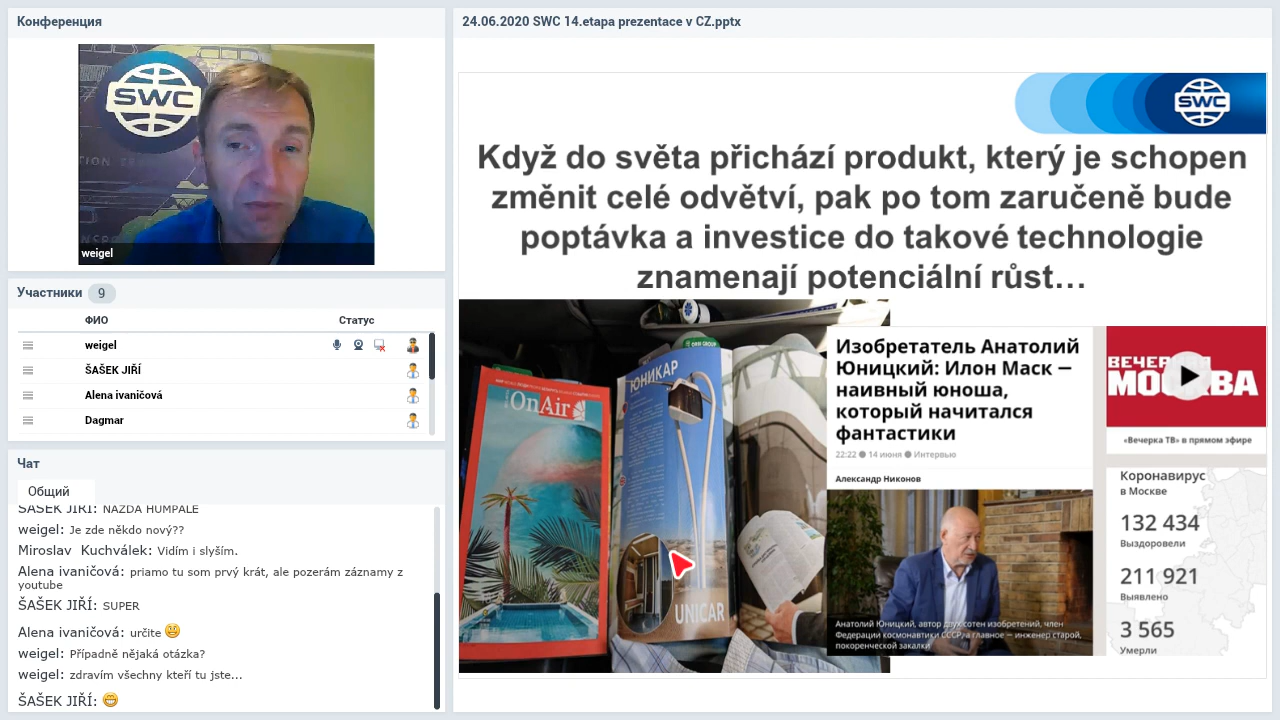 Конференция
SWC
weigel
Участники 9
ФИО Статус
weigel
ŠAŠEK JIŘÍ
Alena ivaničová
Dagmar
Чат
Общий
ŠAŠEK JIŘÍ: NAZDA HUMPALE
weigel: Je zde někdo nový??
Miroslav Kuchválek: Vidím i slyším.
Alena ivaničová: priamo tu som prvý krát, ale pozerám záznamy z
youtube
ŠAŠEK JIŘÍ: SUPER
Alena ivaničová: určite
weigel: Případně nějaká otázka?
weigel: zdravím všechny kteří tu jste...
ŠAŠEK JIŘÍ:
24.06.2020 SWC 14.etapa prezentace v CZ.pptx
SWC
Když do světa přichází produkt, který je schopen
změnit celé odvětví, pak po tom zaručeně bude
poptávka a investice do takové technologie
znamenají potenciální růst...
OnAir
ЮНИКАР
UNICAR
Изобретатель Анатолий
Юницкий: Илон Маск —
наивный юноша,
который начитался
фантастики
22:22 ● 14 июня ● Интервью
Александр Никонов
Анатолий Юницкий, автор двух сотен изобретений, член
Федерации космонавтики СССР, а главное — инженер старой,
покоренческой закалки
ВЕЧЕРНЯЯ
МОСКВА
«Вечерка ТВ» в прямом эфире
Коронавирус
в Москве
132 434
Выздоровели
211 921
Выявлено
3 565
Умерли